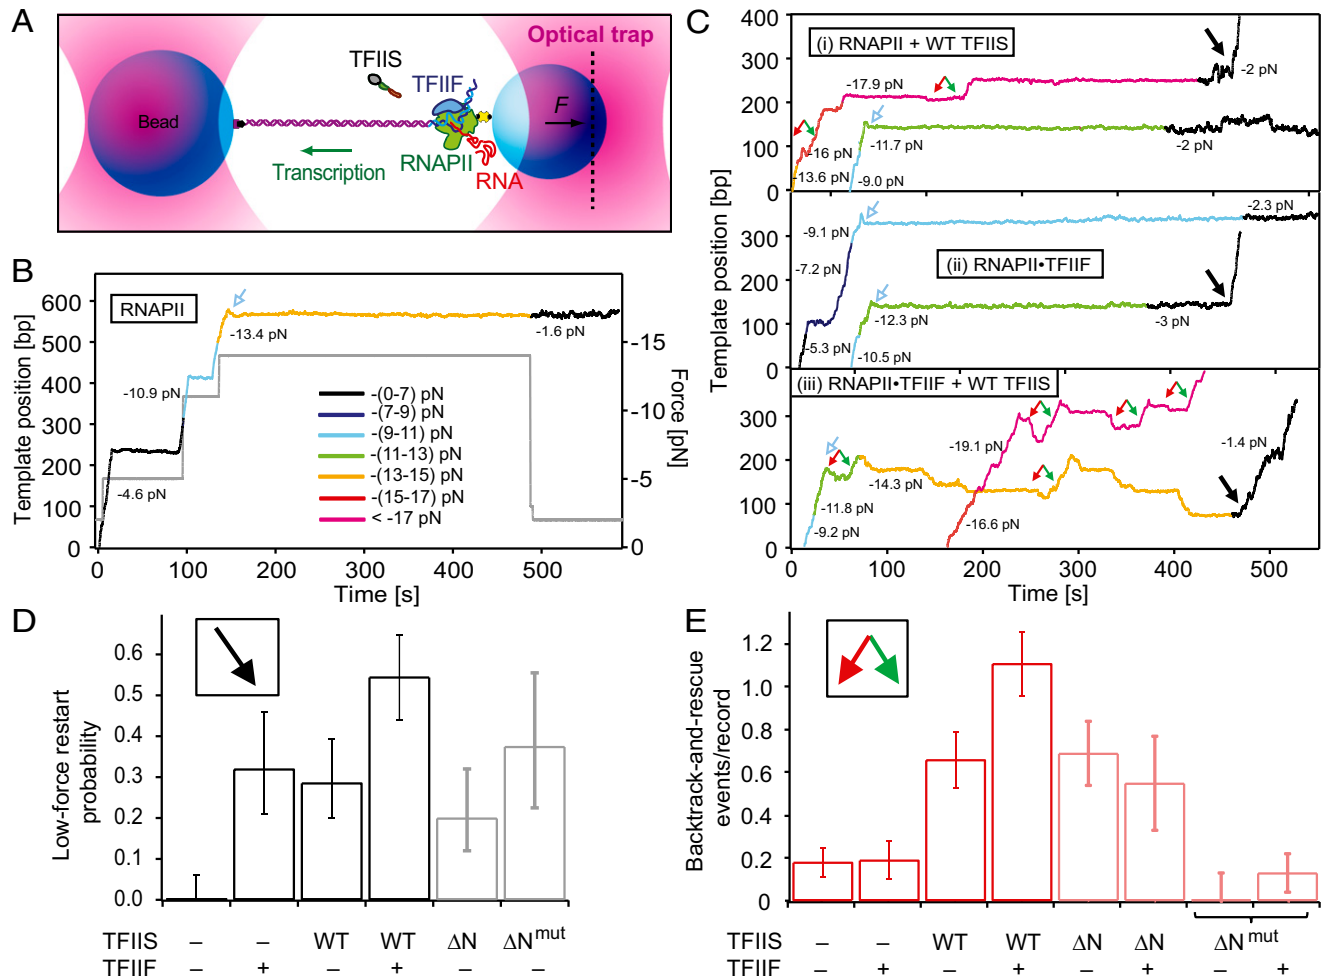 A
Optical trap
TFIIS
TFIIF
Bead
F
RNAPII
Transcription
RNA
B
RNAPII
Template position [bp]
600
500
400
300
200
100
0
-4.6 pN
-10.9 pN
-13.4 pN
-1.6 pN
-(0-7) pN
-(7-9) pN
-(9-11) pN
-(11-13) pN
-(13-15) pN
-(15-17) pN
< -17 pN
-15
-10
-5
0
Force [pN]
0 100 200 300 400 500
Time [s]
C
(i) RNAPII + WT TFIIS
Template position [bp]
400
300
200
100
0
-17.9 pN
-16 pN
-13.6 pN
-11.7 pN
-9.0 pN
-2 pN
-2 pN
(ii) RNAPII•TFIIF
300
200
100
0
-9.1 pN
-7.2 pN
-5.3 pN
-12.3 pN
-10.5 pN
-2.3 pN
-3 pN
(iii) RNAPII•TFIIF + WT TFIIS
300
200
100
0
-19.1 pN
-14.3 pN
-11.8 pN
-9.2 pN
-16.6 pN
-1.4 pN
0 100 200 300 400 500
Time [s]
D
Low-force restart
probability
0.6
0.5
0.4
0.3
0.2
0.1
0.0
TFIIS – – WT WT ΔN ΔNmut
TFIIF – + – + – –
E
Backtrack-and-rescue
events/record
1.2
1.0
0.8
0.6
0.4
0.2
0
TFIIS – – WT WT ΔN ΔN ΔNmut
TFIIF – + – + – + – +